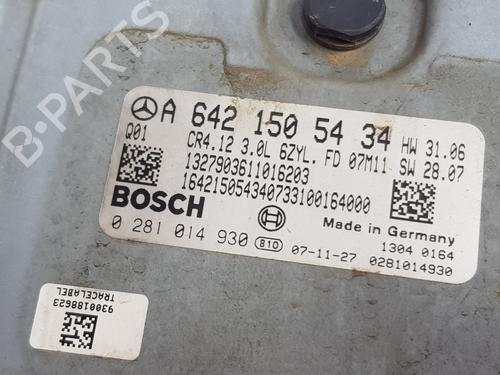 B-PARTS
A 642 150 54 34 HW 31.06
Q01 CR4.12 3.0L 6ZYL. FD 07M11 SW 28.07
1327903611016203
164215054340733100164000
BOSCH
Made in Germany
0 281 014 930 810 07-11-27
1304 0164
0281014930
9300188623
TRACELABEL